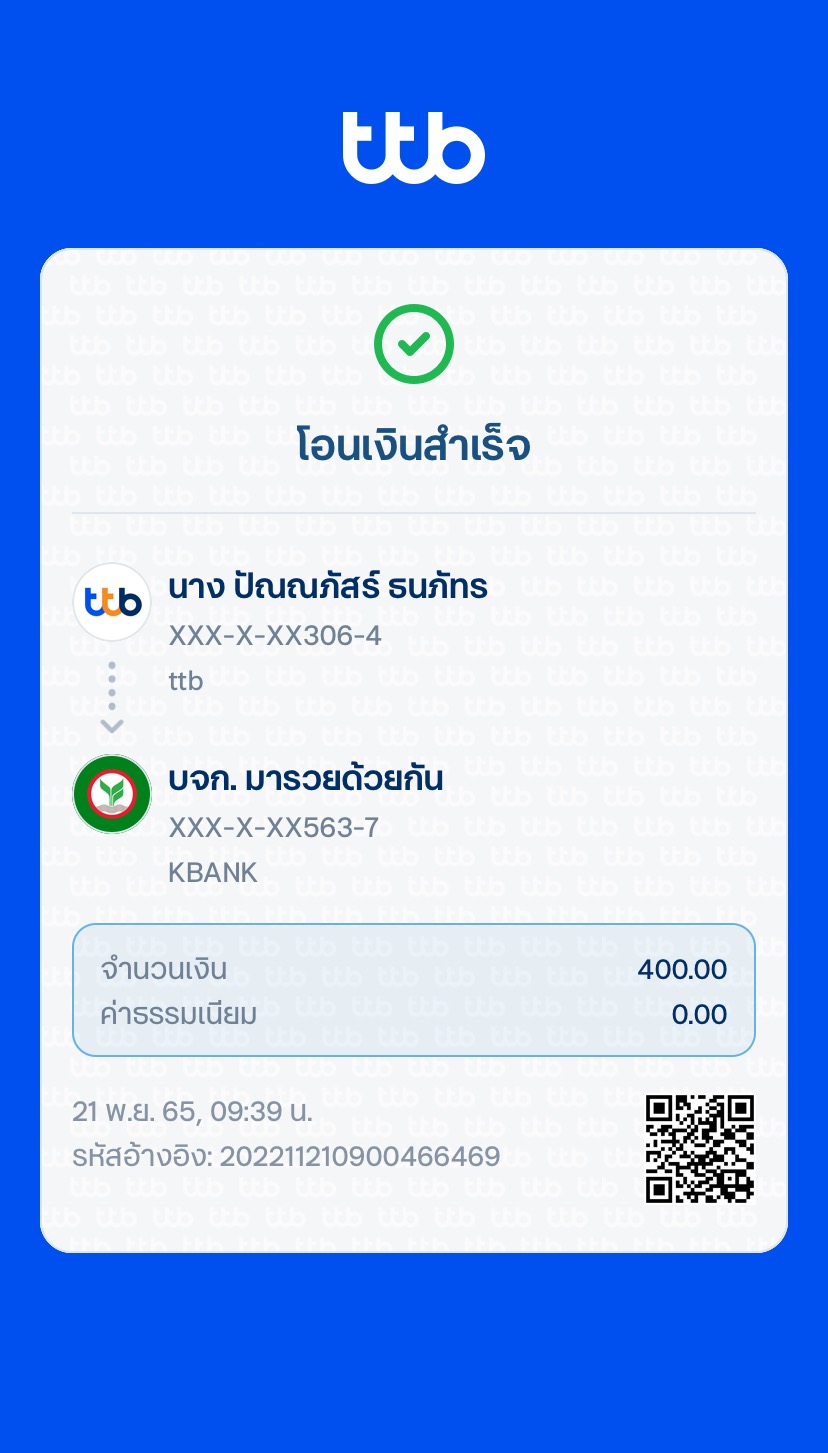 ttb
โอนเงินสำเร็จ
ttb
นาง ปัณณภัสร์ ธนภัทร
XXX-X-XX306-4
ttb
บจก. มารวยด้วยกัน
XXX-X-XX563-7
KBANK
จำนวนเงิน 400.00
ค่าธรรมเนียม 0.00
21 พ.ย. 65, 09:39 น.
รหัสอ้างอิง: 202211210900466469